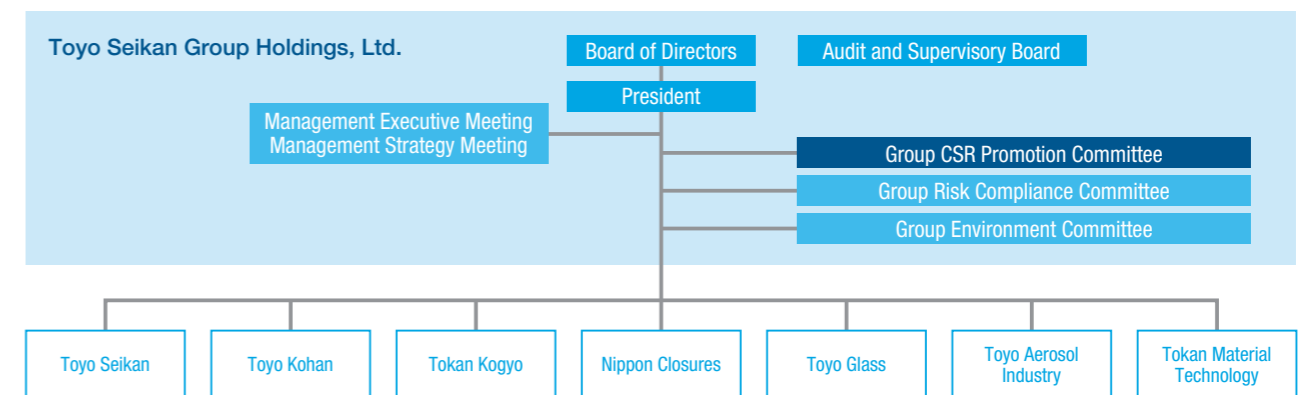 Toyo Seikan Group Holdings, Ltd.
Board of Directors
Audit and Supervisory Board
President
Management Executive Meeting
Management Strategy Meeting
Group CSR Promotion Committee
Group Risk Compliance Committee
Group Environment Committee
Toyo Seikan
Toyo Kohan
Tokan Kogyo
Nippon Closures
Toyo Glass
Toyo Aerosol
Industry
Tokan Material
Technology